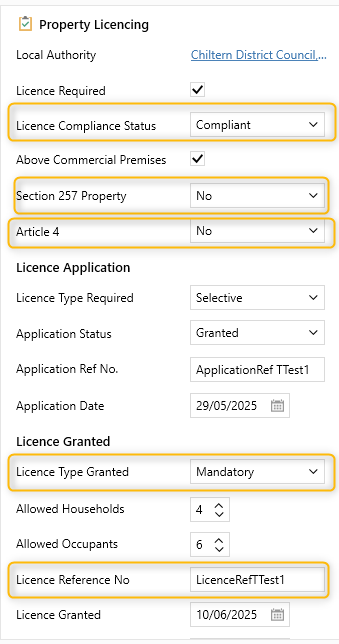 Property Licencing
Local Authority Chiltern District Council,...
Licence Required
Licence Compliance Status Compliant
Above Commercial Premises
Section 257 Property No
Article 4 No
Licence Application
Licence Type Required Selective
Application Status Granted
Application Ref No. ApplicationRef TTest1
Application Date 29/05/2025
Licence Granted
Licence Type Granted Mandatory
Allowed Households 4
Allowed Occupants 6
Licence Reference No LicenceRefTTest1
Licence Granted 10/06/2025